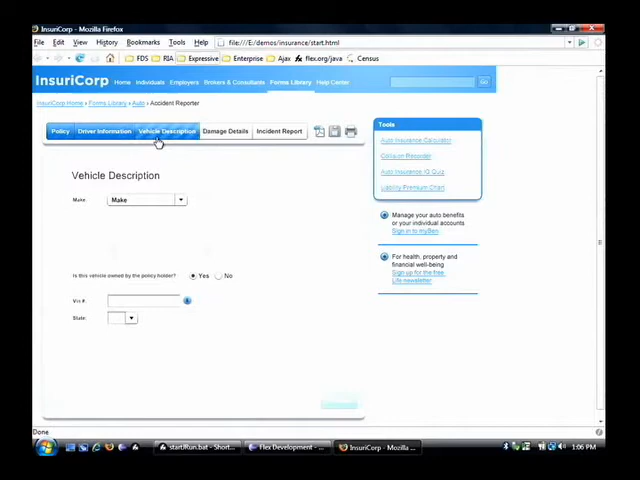 InsuriCorp - Mozilla Firefox
File Edit View History Bookmarks Tools Help file:///E:/demos/insurance/start.html
FDS RIA Expressive Enterprise Ajax flex.org/java Census
InsuriCorp Home Individuals Employers Brokers & Consultants Forms Library Help Center GO
InsuriCorp Home › Forms Library › Auto › Accident Reporter
Policy Driver Information Vehicle Description Damage Details Incident Report
Vehicle Description
Make: Make
Is this vehicle owned by the policy holder? Yes No
Vin #:
State:
Tools
Auto Insurance Calculator
Collision Recorder
Auto Insurance IQ Quiz
Liability Premium Chart
Manage your auto benefits
or your individual accounts
Sign in to myBen
For health, property and
financial well-being
Sign up for the free
Life newsletter
Done
start/Run.bat - Short... Flex Development - ... InsuriCorp - Mozilla ... 1:06 PM